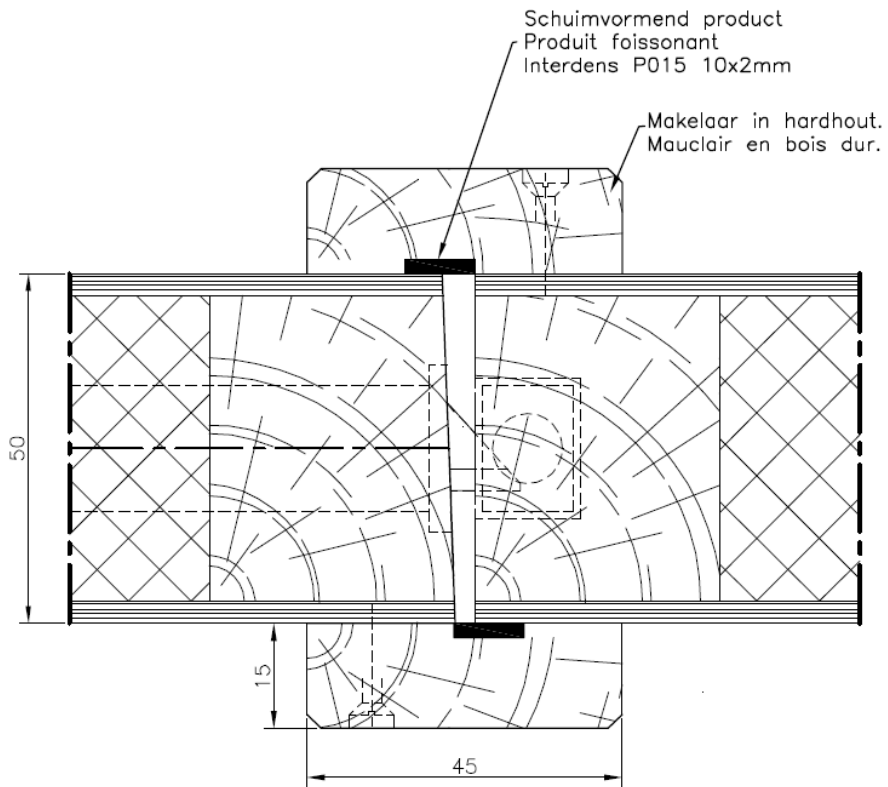 Schuimvormend product
Produit foissonant
Interdens P015 10x2mm
Makelaar in hardhout.
Mauclair en bois dur.
50
15
45